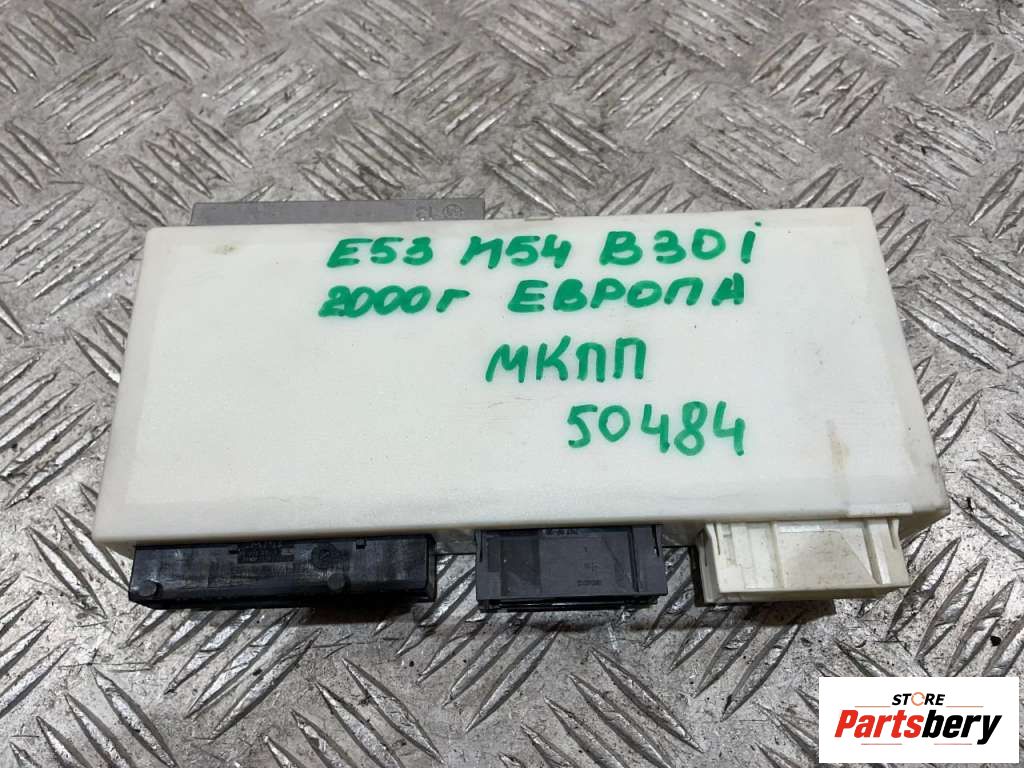 E53 M54 B30i
2000г ЕВРОПА
МКПП
50484
STORE
Partsbery